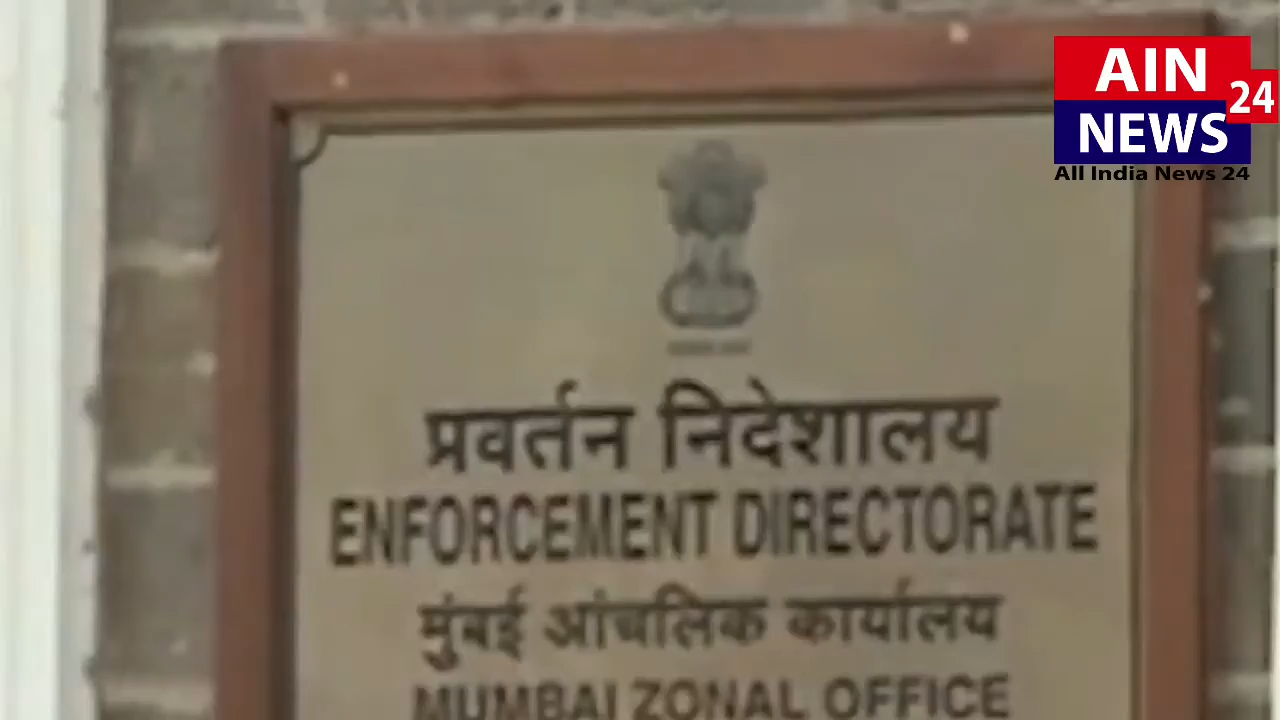 AIN
NEWS
24
All India News 24
प्रवर्तन निदेशालय
ENFORCEMENT DIRECTORATE
मुंबई आंचलिक कार्यालय
MUMBAI ZONAL OFFICE